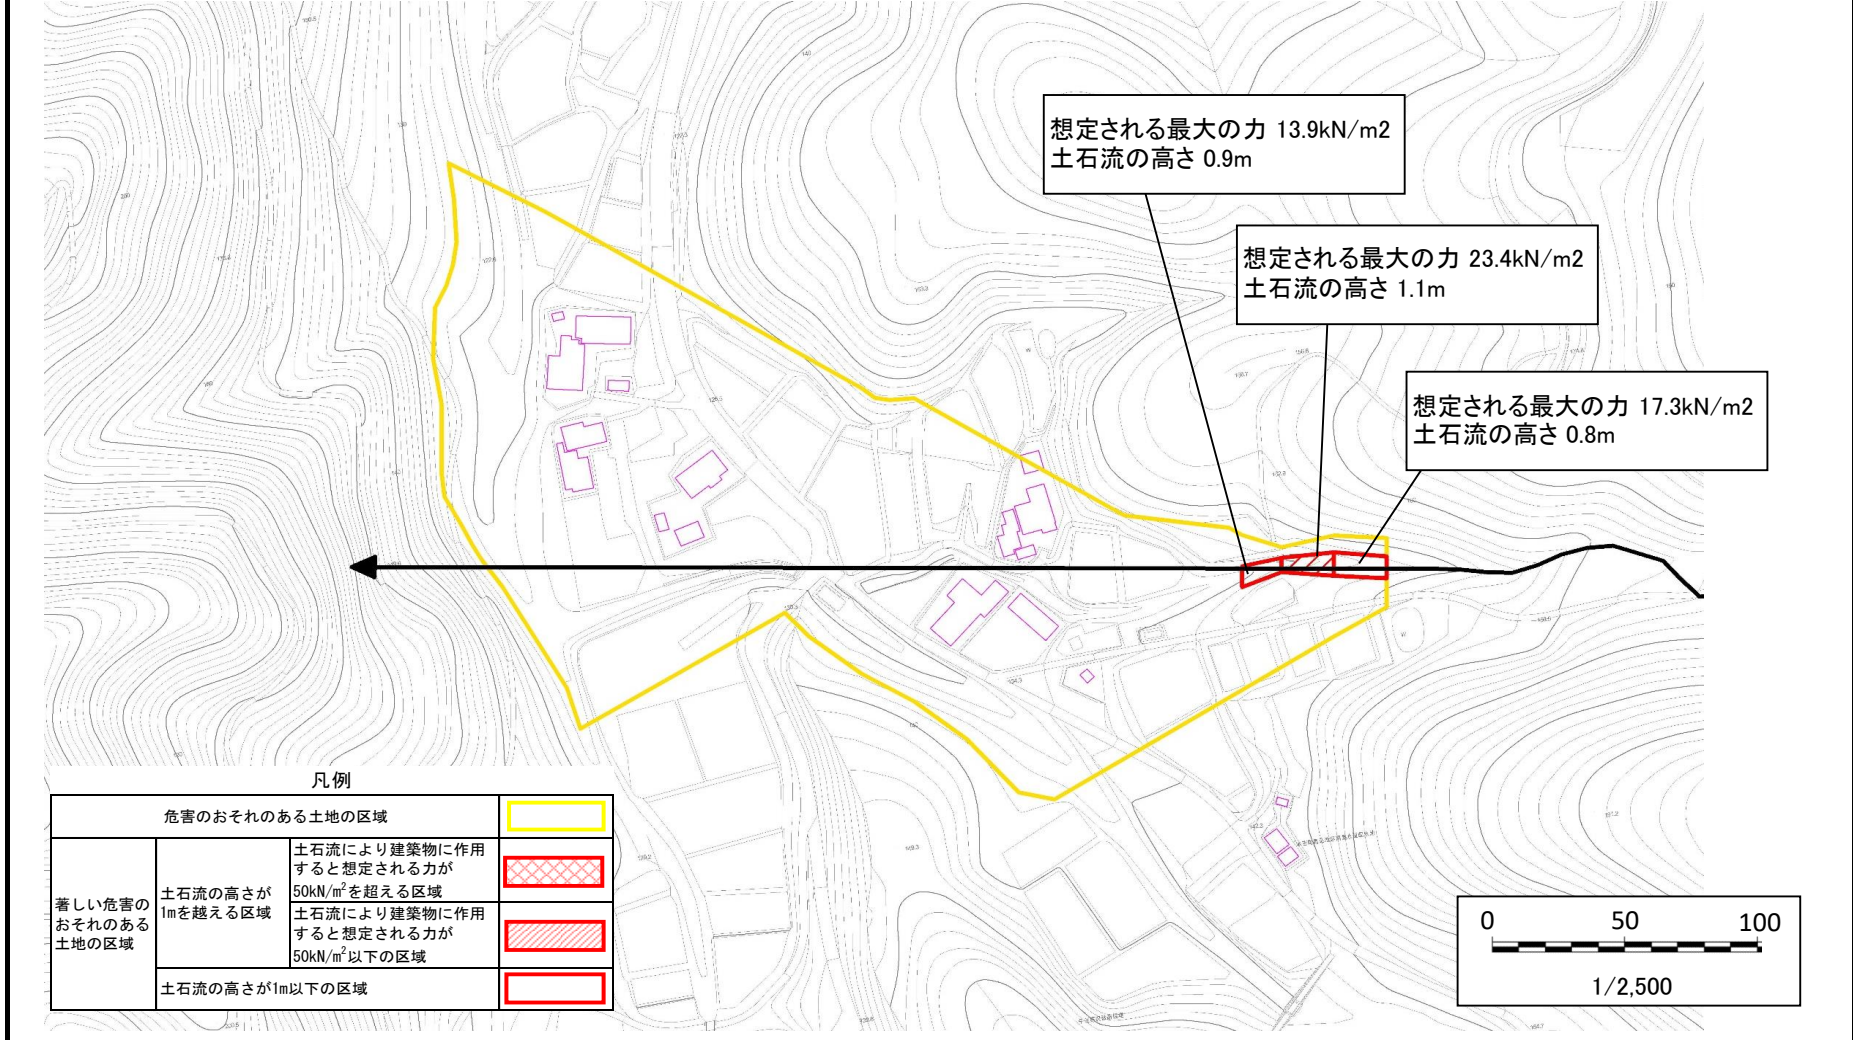 想定される最大の力 13.9kN/m2
土石流の高さ 0.9m
想定される最大の力 23.4kN/m2
土石流の高さ 1.1m
想定される最大の力 17.3kN/m2
土石流の高さ 0.8m
凡例
危害のおそれのある土地の区域
著しい危害の
おそれのある
土地の区域
土石流の高さが
1mを越える区域
土石流により建築物に作用
すると想定される力が
50kN/m²を超える区域
土石流により建築物に作用
すると想定される力が
50kN/m²以下の区域
土石流の高さが1m以下の区域
0 50 100
1/2,500